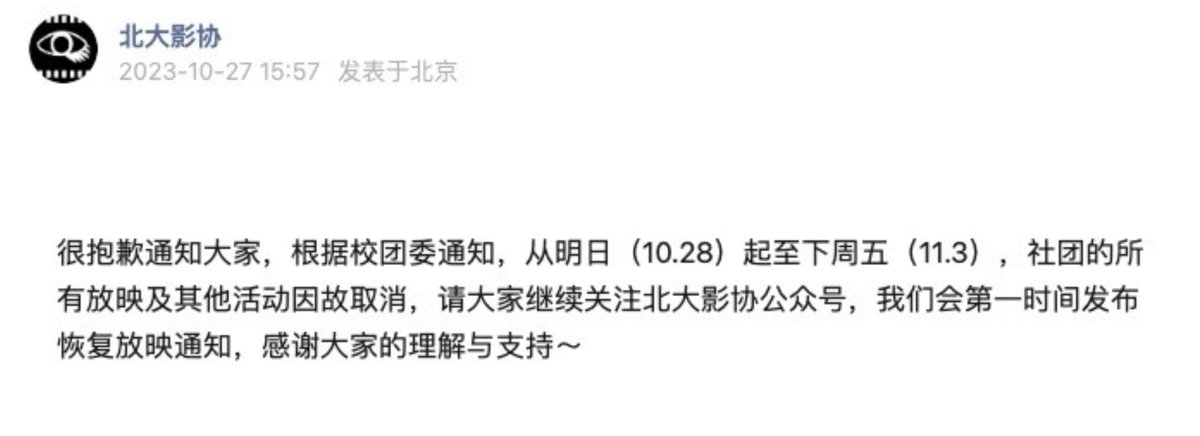 北大影协
2023-10-27 15:57 发表于北京
很抱歉通知大家，根据校团委通知，从明日（10.28）起至下周五（11.3），社团的所
有放映及其他活动因故取消，请大家继续关注北大影协公众号，我们会第一时间发布
恢复放映通知，感谢大家的理解与支持～